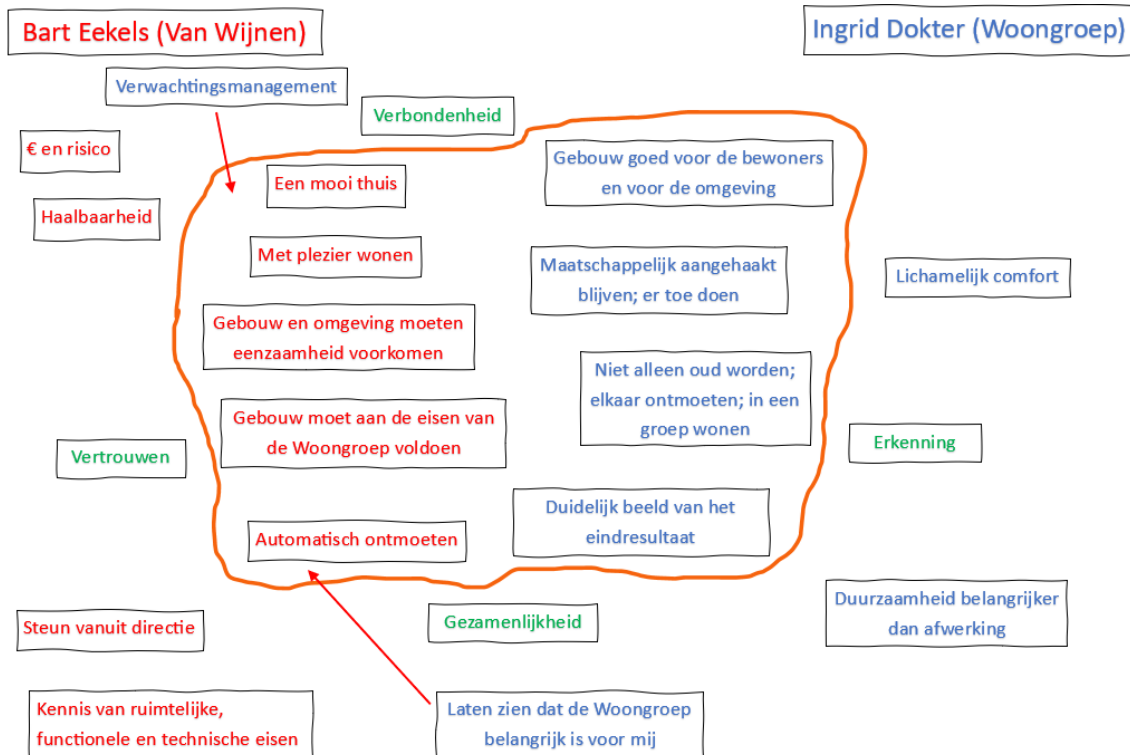 Bart Eekels (Van Wijnen)
Ingrid Dokter (Woongroep)
Verwachtingsmanagement
Verbondenheid
€ en risico
Een mooi thuis
Gebouw goed voor de bewoners
en voor de omgeving
Haalbaarheid
Met plezier wonen
Maatschappelijk aangehaakt
blijven; er toe doen
Lichamelijk comfort
Gebouw en omgeving moeten
eenzaamheid voorkomen
Niet alleen oud worden;
elkaar ontmoeten; in een
groep wonen
Gebouw moet aan de eisen van
de Woongroep voldoen
Vertrouwen
Erkenning
Duidelijk beeld van het
eindresultaat
Automatisch ontmoeten
Duurzaamheid belangrijker
dan afwerking
Gezamenlijkheid
Steun vanuit directie
Kennis van ruimtelijke,
functionele en technische eisen
Laten zien dat de Woongroep
belangrijk is voor mij